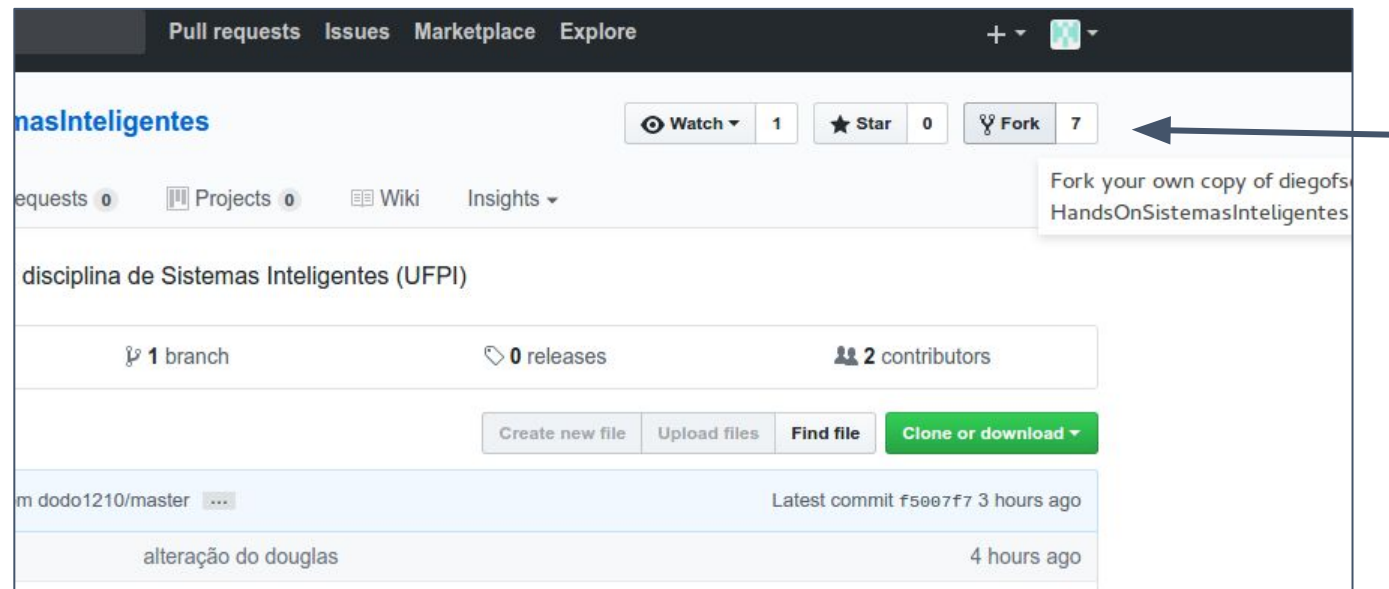 Pull requests Issues Marketplace Explore
masInteligentes
Watch 1 Star 0 Fork 7
Fork your own copy of diegofs
HandsOnSistemasInteligentes
equests 0 Projects 0 Wiki Insights
disciplina de Sistemas Inteligentes (UFPI)
1 branch 0 releases 2 contributors
Create new file Upload files Find file Clone or download
m dodo1210/master ...
Latest commit f5007f7 3 hours ago
alteração do douglas 4 hours ago